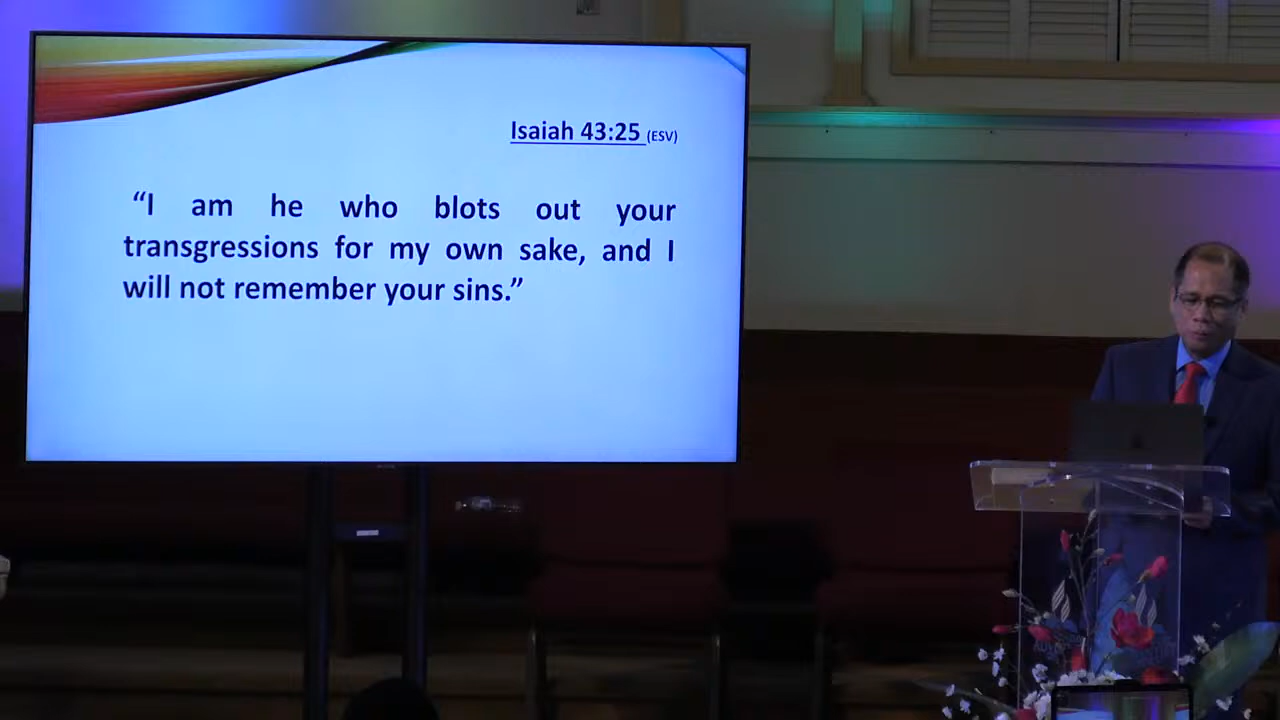 Isaiah 43:25 (ESV)
“I am he who blots out your
transgressions for my own sake, and I
will not remember your sins.”